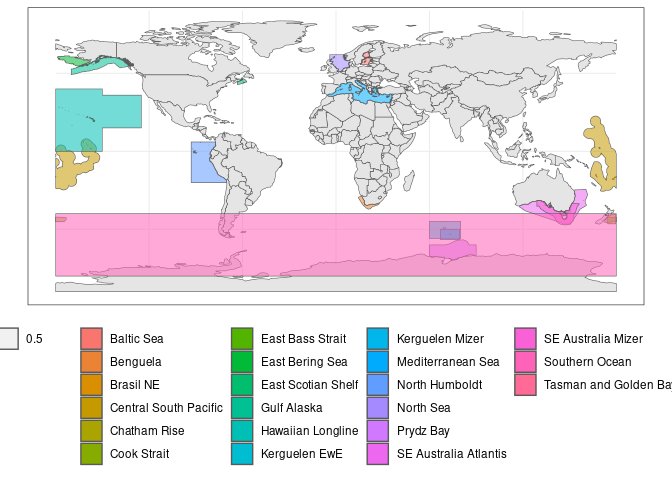 0.5
Baltic Sea
Benguela
Brasil NE
Central South Pacific
Chatham Rise
Cook Strait
East Bass Strait
East Bering Sea
East Scotian Shelf
Gulf Alaska
Hawaiian Longline
Kerguelen EwE
Kerguelen Mizer
Mediterranean Sea
North Humboldt
North Sea
Prydz Bay
SE Australia Atlantis
SE Australia Mizer
Southern Ocean
Tasman and Golden